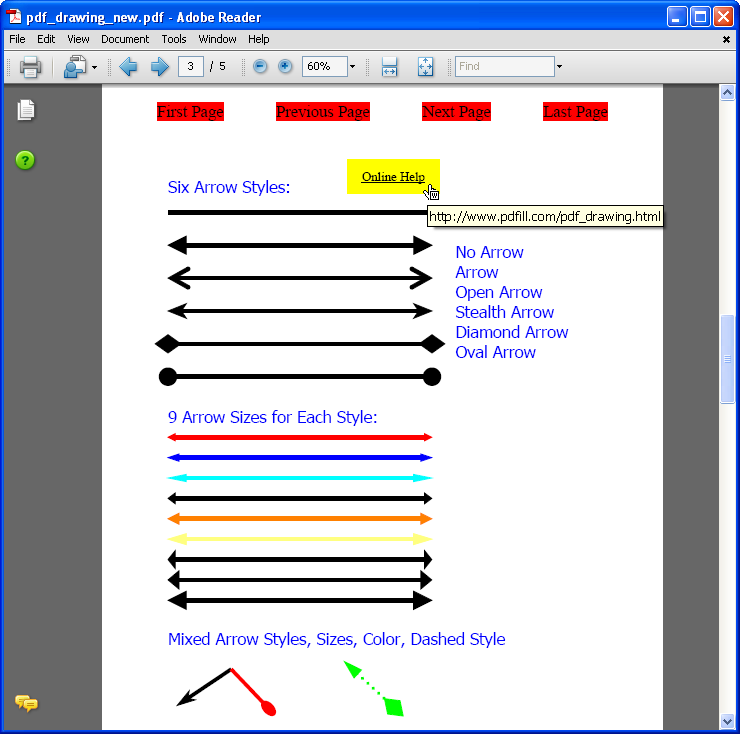 pdf_drawing_new.pdf - Adobe Reader
File Edit View Document Tools Window Help
3 / 5 60% Find
First Page Previous Page Next Page Last Page
Online Help
Six Arrow Styles:
http://www.pdfill.com/pdf_drawing.html
No Arrow
Arrow
Open Arrow
Stealth Arrow
Diamond Arrow
Oval Arrow
9 Arrow Sizes for Each Style:
Mixed Arrow Styles, Sizes, Color, Dashed Style